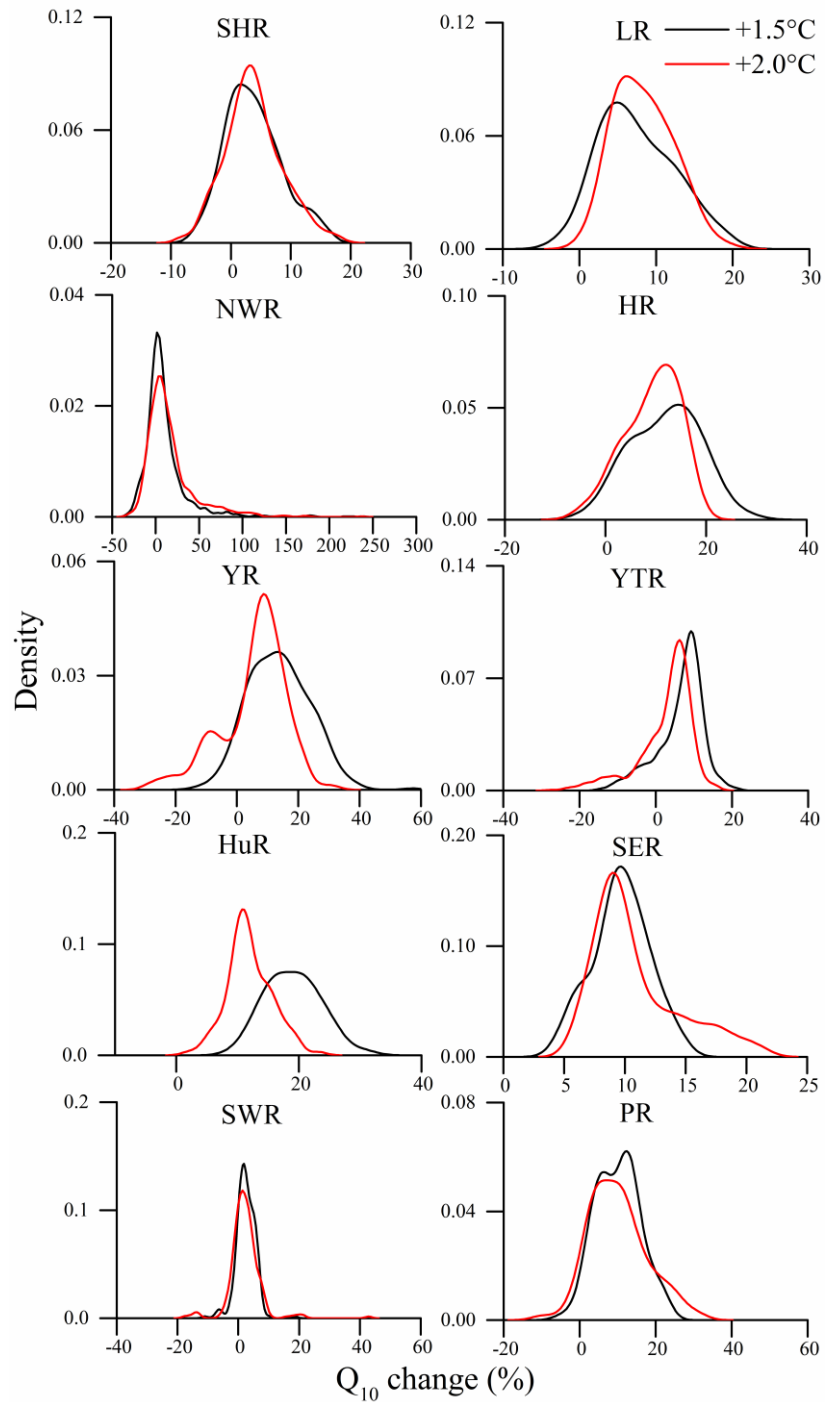 SHR
0.12
0.06
0.00
-20 -10 0 10 20 30
LR
+1.5°C
+2.0°C
0.12
0.06
0.00
-10 0 10 20 30
NWR
0.04
0.02
0.00
-50 0 50 100 150 200 250 300
HR
0.10
0.05
0.00
-20 0 20 40
YR
0.06
0.03
0.00
-40 -20 0 20 40 60
YTR
0.14
0.07
0.00
-20 0 20 40
Density
HuR
0.2
0.1
0.0
0 20 40
SER
0.20
0.10
0.00
0 5 10 15 20 25
SWR
0.2
0.1
0.0
-40 -20 0 20 40 60
PR
0.08
0.04
0.00
-20 0 20 40 60
Q10 change (%)